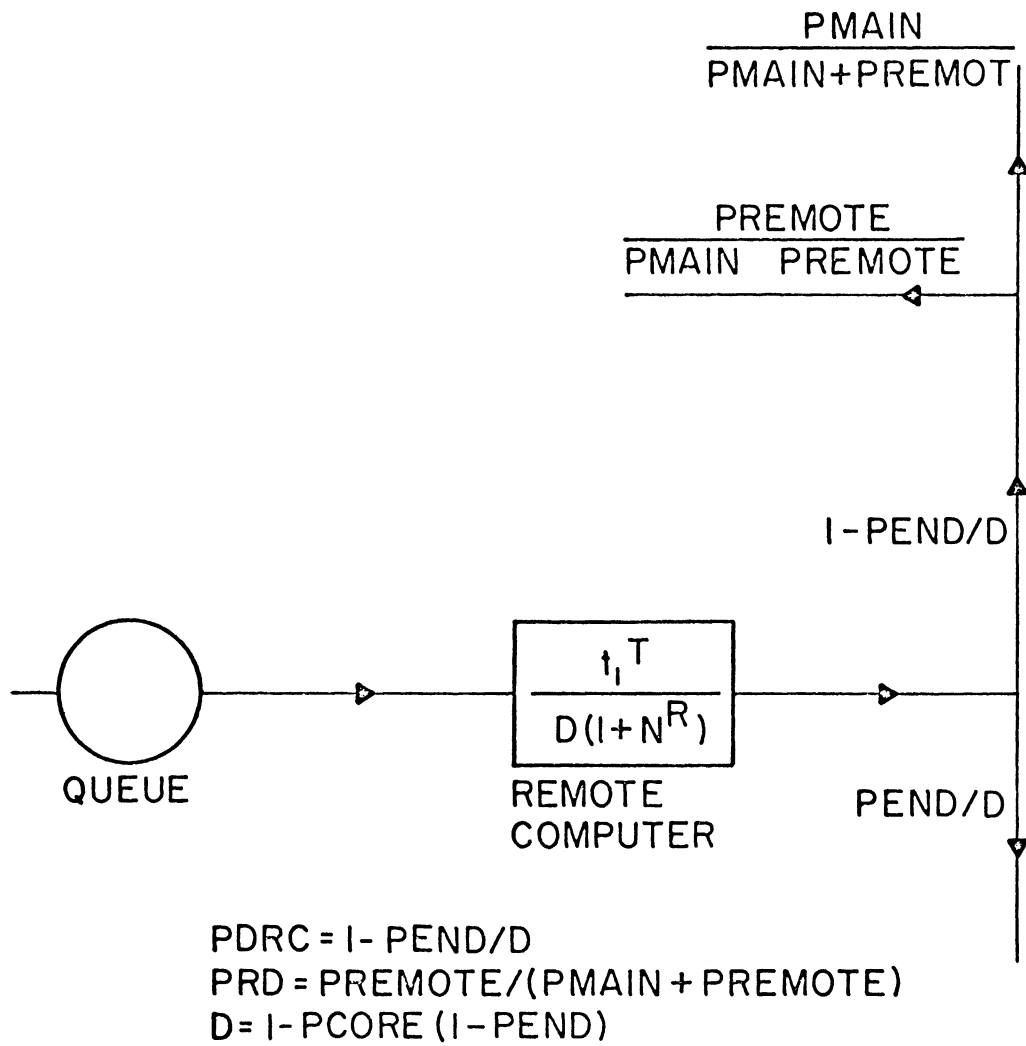 PMAIN
PMAIN+PREMOT
PREMOTE
PMAIN PREMOTE
1-PEND/D
t₁ᵀ
D(1+Nᴿ)
QUEUE
REMOTE
COMPUTER
PEND/D
PDRC = 1-PEND/D
PRD = PREMOTE/(PMAIN+PREMOTE)
D = 1-PCORE (1-PEND)